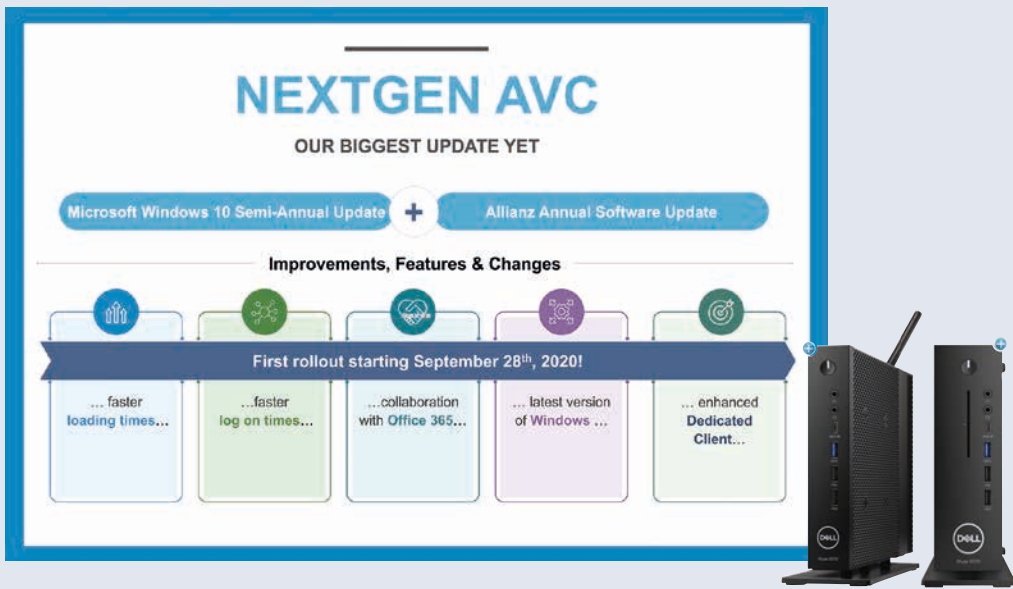 NEXTGEN AVC
OUR BIGGEST UPDATE YET
Microsoft Windows 10 Semi-Annual Update + Allianz Annual Software Update
Improvements, Features & Changes
First rollout starting September 28th, 2020!
… faster
loading times…
…faster
log on times…
…collaboration
with Office 365…
… latest version
of Windows …
… enhanced
Dedicated
Client…
DELL
DELL